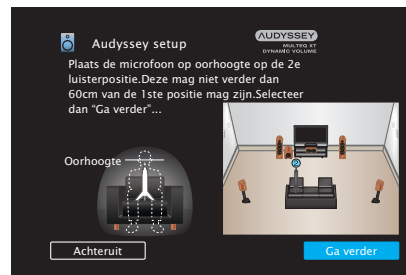 Audyssey setup
AUDYSSEY
MULTEQ XT
DYNAMIC VOLUME
Plaats de microfoon op oorhoogte op de 2e
luisterpositie.Deze mag niet verder dan
60cm van de 1ste positie mag zijn.Selecteer
dan “Ga verder”...
Oorhoogte
2
Achteruit
Ga verder